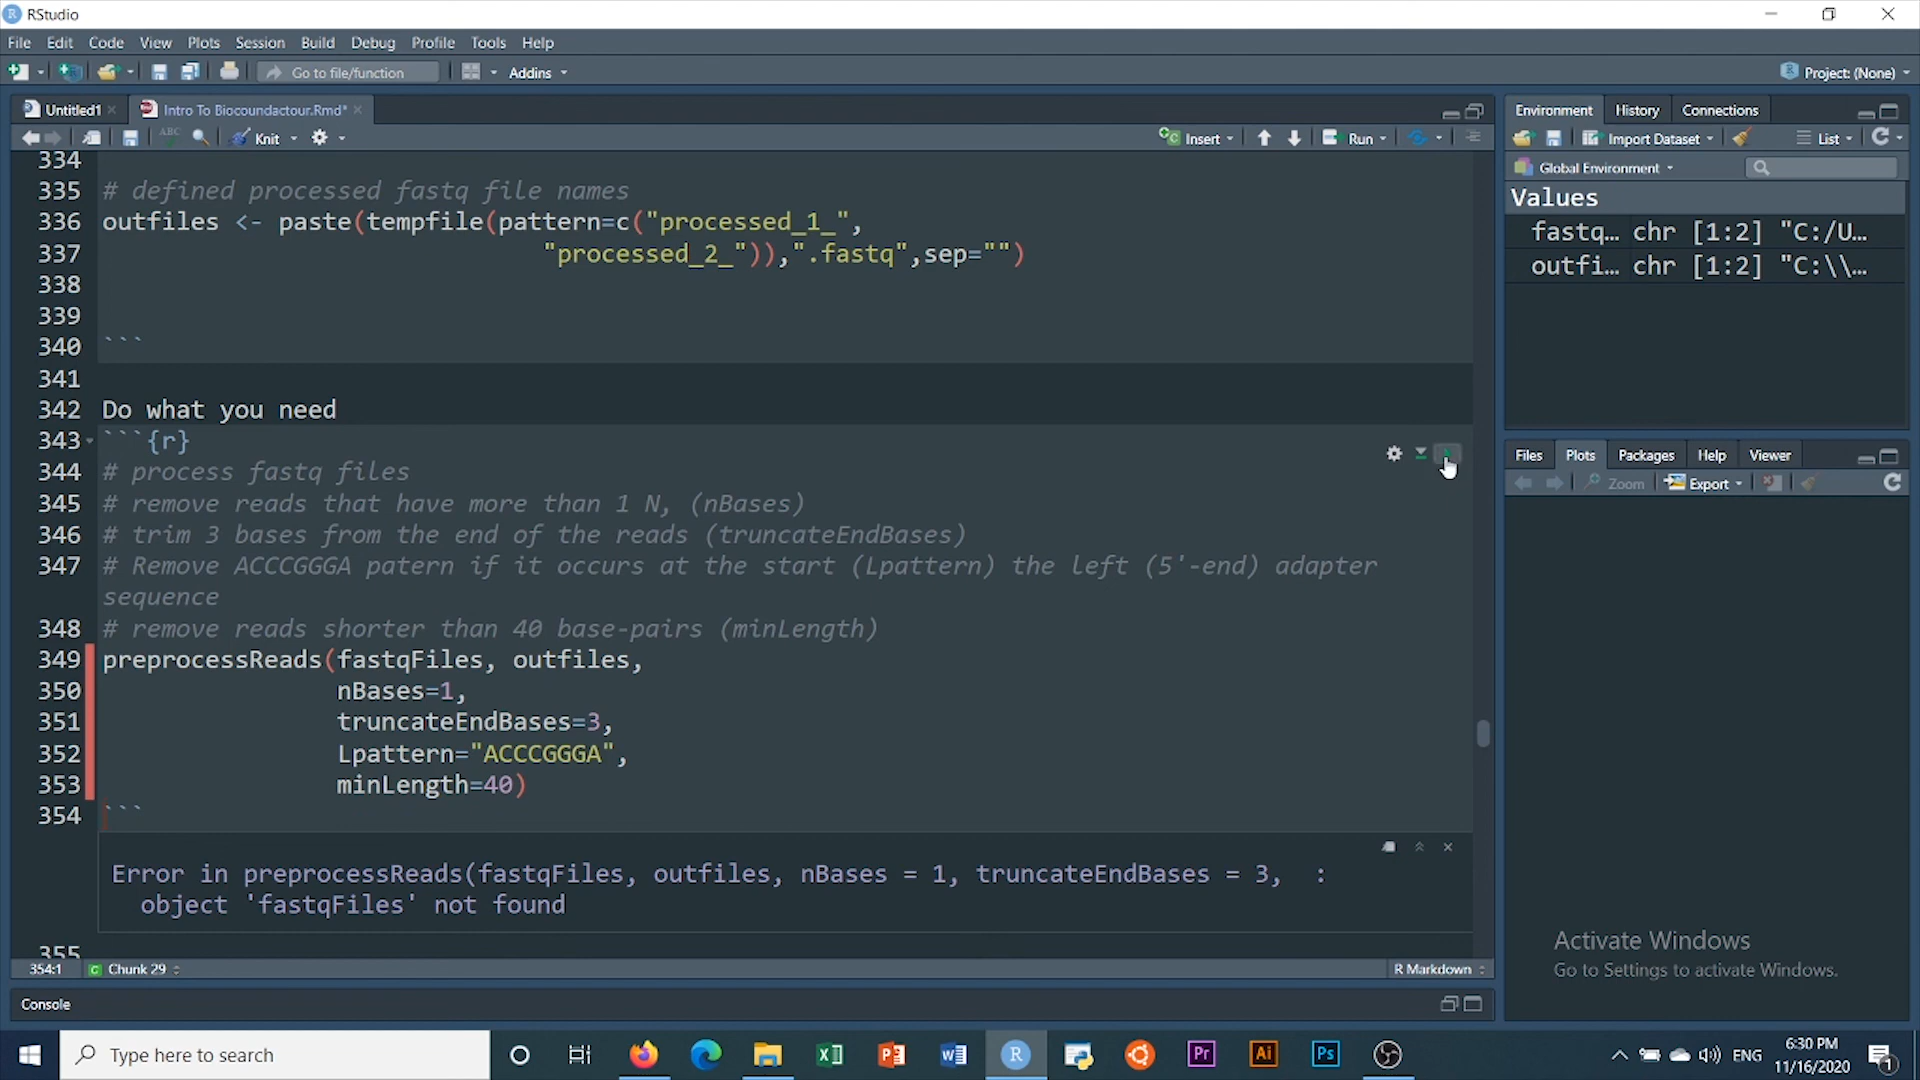 RStudio
File Edit Code View Plots Session Build Debug Profile Tools Help
Go to file/function Addins Project: (None)
Untitled1 Intro To Biocoundactour.Rmd*
ABC Knit Insert Run
334
335 # defined processed fastq file names
336 outfiles <- paste(tempfile(pattern=c("processed_1_",
337 "processed_2_")),".fastq",sep="")
338
339
340 ```
341
342 Do what you need
343 ```{r}
344 # process fastq files
345 # remove reads that have more than 1 N, (nBases)
346 # trim 3 bases from the end of the reads (truncateEndBases)
347 # Remove ACCCGGGA patern if it occurs at the start (Lpattern) the left (5'-end) adapter
sequence
348 # remove reads shorter than 40 base-pairs (minLength)
349 preprocessReads(fastqFiles, outfiles,
350 nBases=1,
351 truncateEndBases=3,
352 Lpattern="ACCCGGGA",
353 minLength=40)
354 ```
Error in preprocessReads(fastqFiles, outfiles, nBases = 1, truncateEndBases = 3, :
object 'fastqFiles' not found
355
354:1 Chunk 29 R Markdown
Console
Environment History Connections
Import Dataset List
Global Environment
Values
fastq… chr [1:2] "C:/U…
outfi… chr [1:2] "C:\\…
Files Plots Packages Help Viewer
Zoom Export
Activate Windows
Go to Settings to activate Windows.
Type here to search
R Pr Ai Ps
ENG
6:30 PM
11/16/2020
1